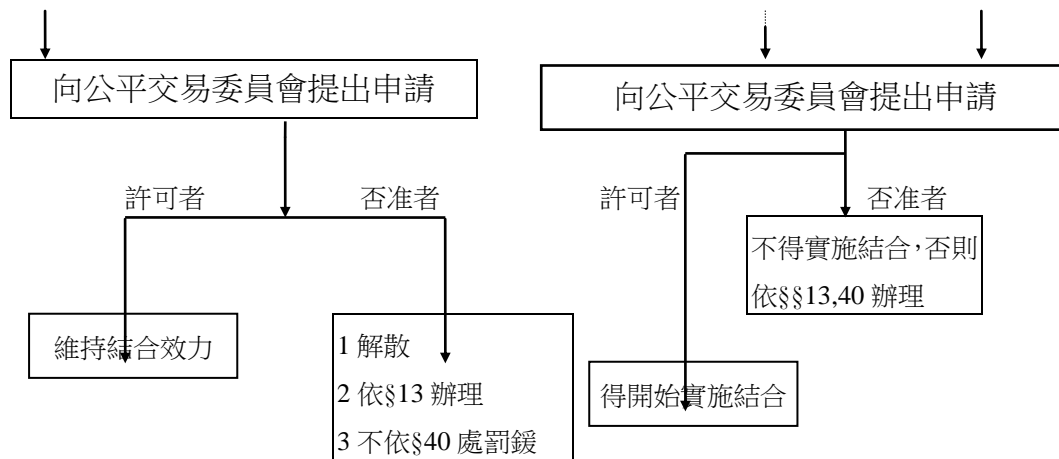 向公平交易委員會提出申請
許可者
否准者
維持結合效力
1 解散
2 依§13 辦理
3 不依§40 處罰鍰
向公平交易委員會提出申請
許可者
否准者
不得實施結合，否則
依§§13,40 辦理
得開始實施結合